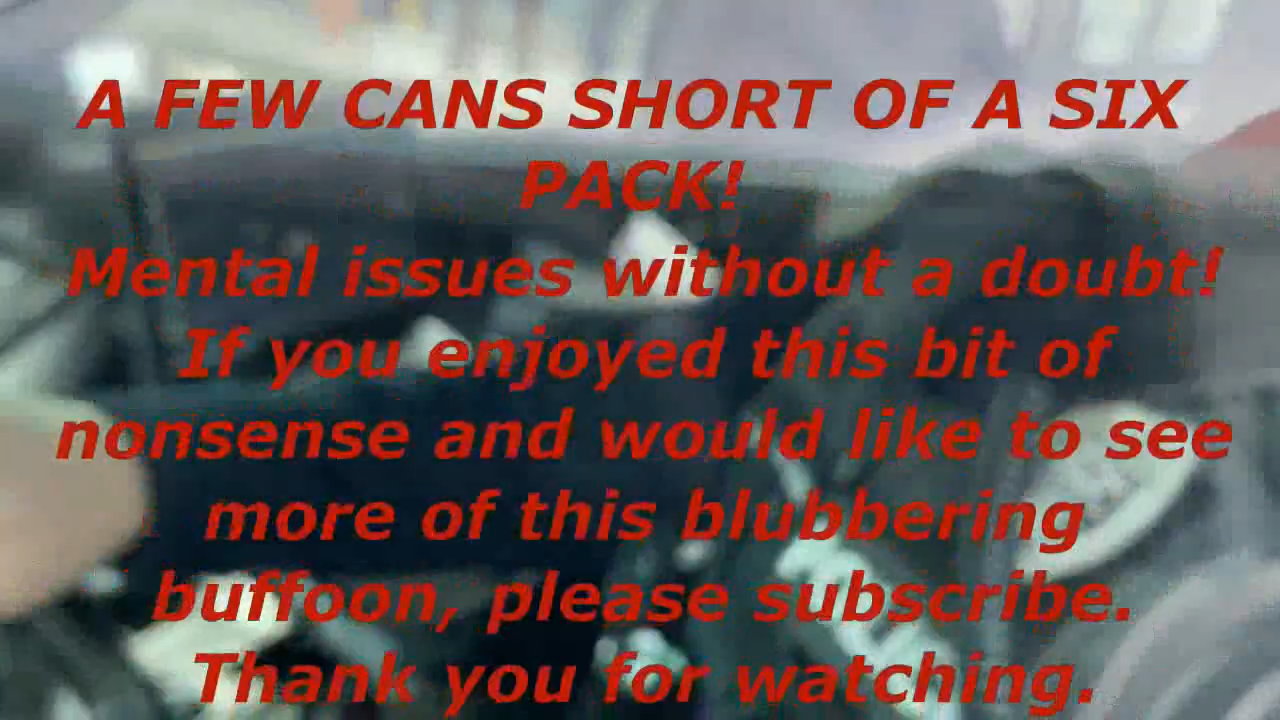 A FEW CANS SHORT OF A SIX
PACK!
Mental issues without a doubt!
If you enjoyed this bit of
nonsense and would like to see
more of this blubbering
buffoon, please subscribe.
Thank you for watching.